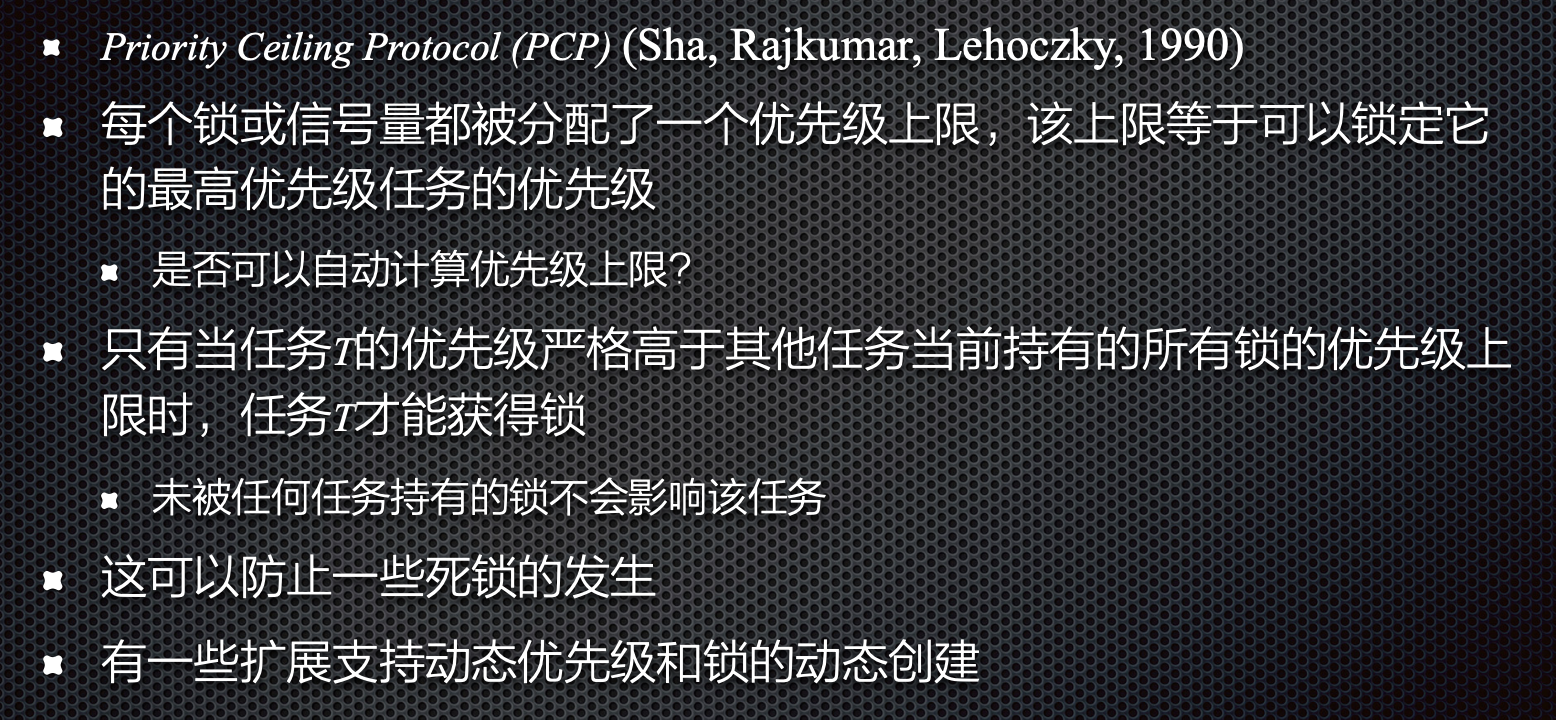 Priority Ceiling Protocol (PCP) (Sha, Rajkumar, Lehoczky, 1990)
每个锁或信号量都被分配了一个优先级上限，该上限等于可以锁定它
的最高优先级任务的优先级
是否可以自动计算优先级上限？
只有当任务T的优先级严格高于其他任务当前持有的所有锁的优先级上
限时，任务T才能获得锁
未被任何任务持有的锁不会影响该任务
这可以防止一些死锁的发生
有一些扩展支持动态优先级和锁的动态创建